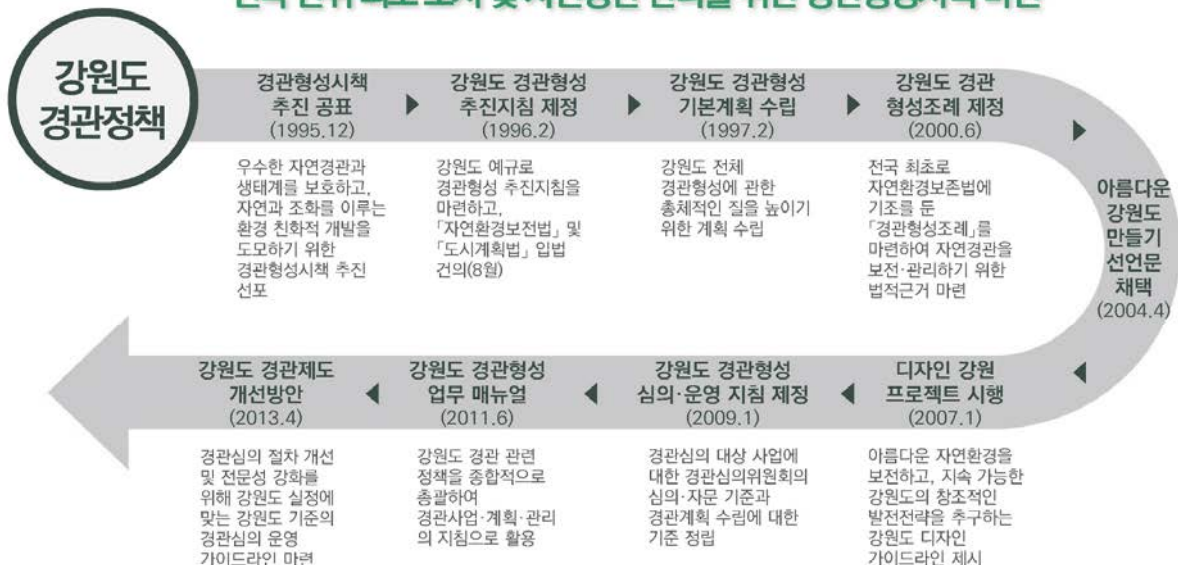 강원도
경관정책
경관형성시책
추진 공표
(1995.12)
우수한 자연경관과
생태계를 보호하고,
자연과 조화를 이루는
환경 친화적 개발을
도모하기 위한
경관형성시책 추진
선포
강원도 경관형성
추진지침 제정
(1996.2)
강원도 예규로
경관형성 추진지침을
마련하고,
「자연환경보전법」 및
「도시계획법」 입법
건의(8월)
강원도 경관형성
기본계획 수립
(1997.2)
강원도 전체
경관형성에 관한
총체적인 질을 높이기
위한 계획 수립
강원도 경관
형성조례 제정
(2000.6)
전국 최초로
자연환경보존법에
기조를 둔
「경관형성조례」를
마련하여 자연경관을
보전·관리하기 위한
법적근거 마련
아름다운
강원도
만들기
선언문
채택
(2004.4)
디자인 강원
프로젝트 시행
(2007.1)
아름다운 자연환경을
보전하고, 지속 가능한
강원도의 창조적인
발전전략을 추구하는
강원도 디자인
가이드라인 제시
강원도 경관형성
심의·운영 지침 제정
(2009.1)
경관심의 대상 사업에
대한 경관심의위원회의
심의·자문 기준과
경관계획 수립에 대한
기준 정립
강원도 경관형성
업무 매뉴얼
(2011.6)
강원도 경관 관련
정책을 종합적으로
총괄하여
경관사업·계획·관리
의 지침으로 활용
강원도 경관제도
개선방안
(2013.4)
경관심의 절차 개선
및 전문성 강화를
위해 강원도 실정에
맞는 강원도 기준의
경관심의 운영
가이드라인 마련